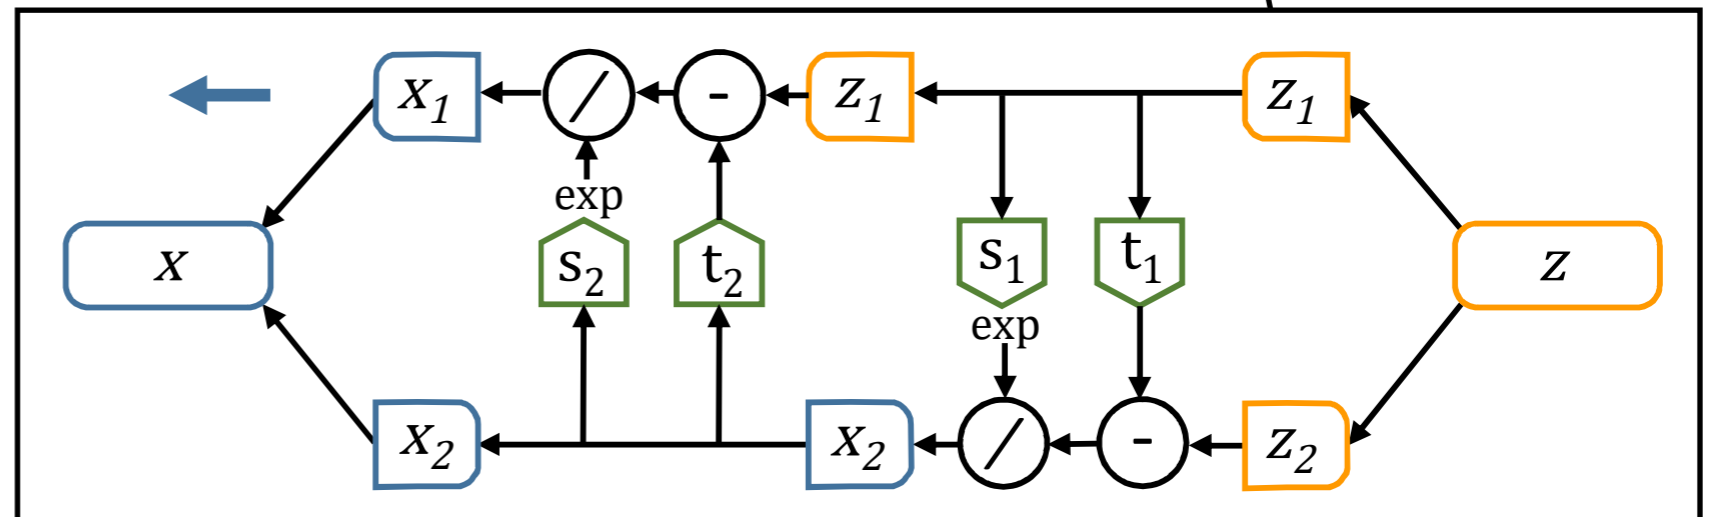 x₁ / - z₁ z₁
exp
s₂ t₂ s₁ t₁
x z
exp
x₂ x₂ / - z₂